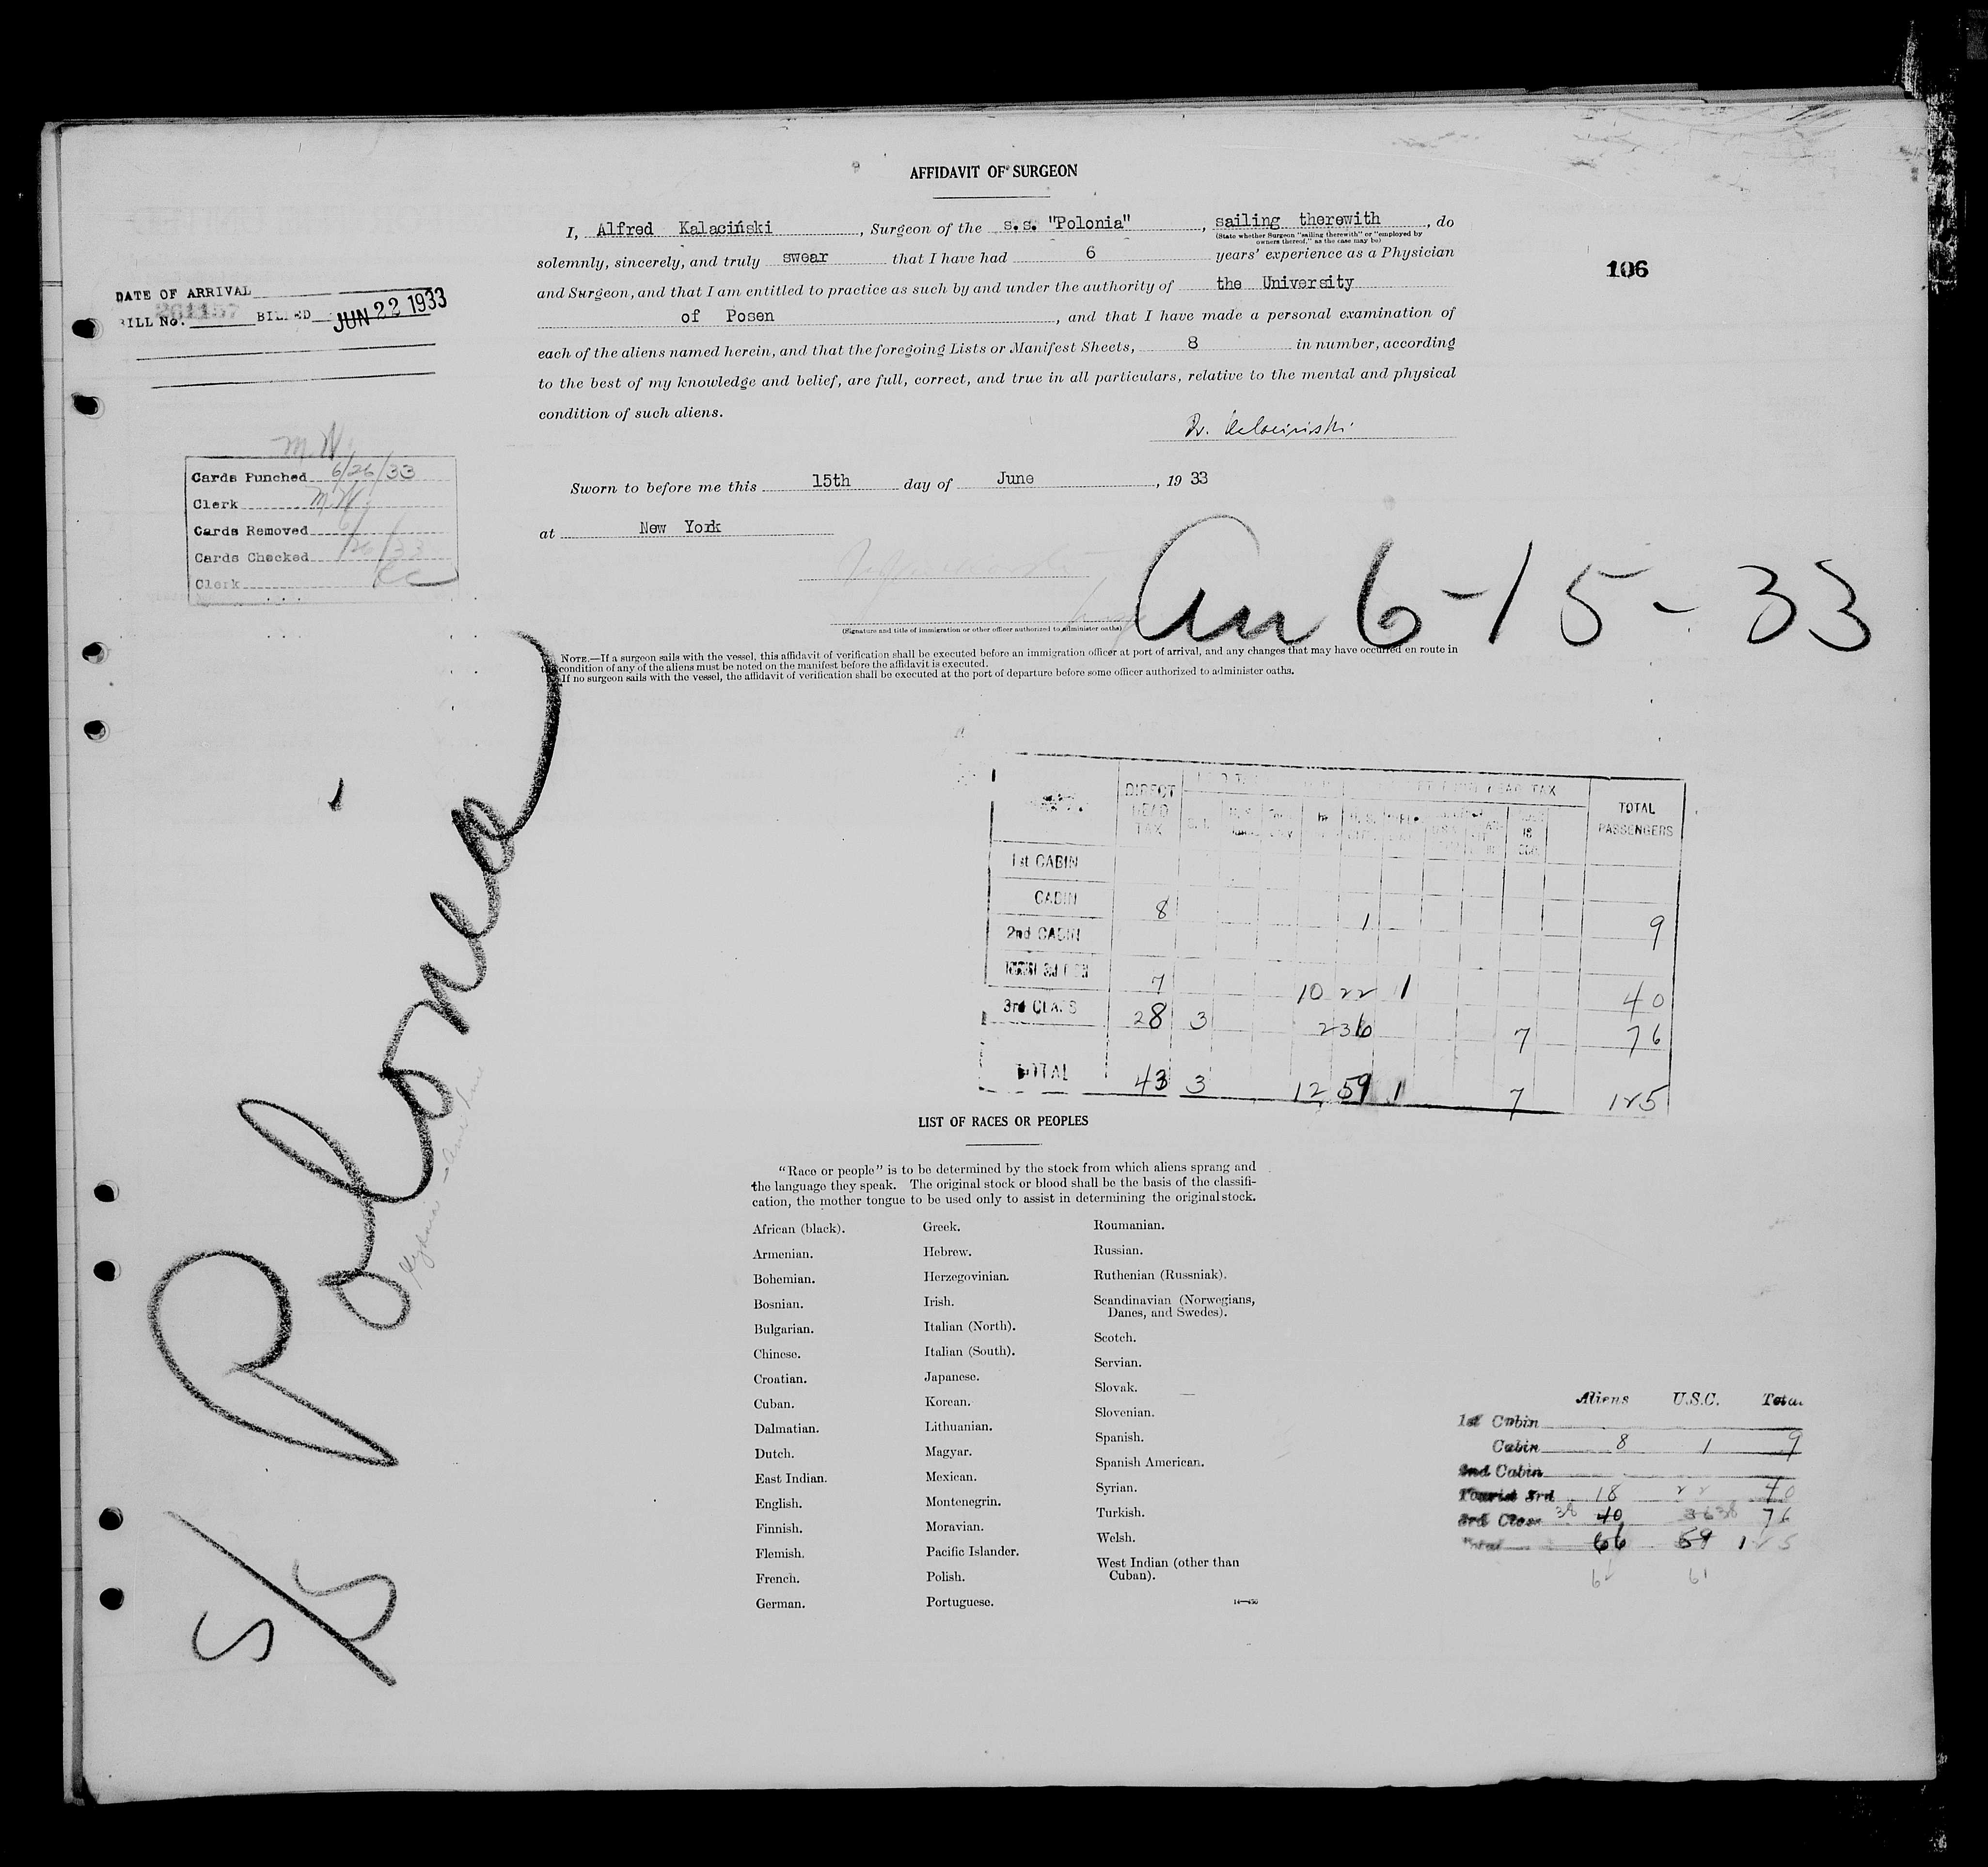 AFFIDAVIT OF SURGEON
I, Alfred Kalaciński, Surgeon of the s.s. "Polonia", sailing therewith, do
(State whether Surgeon "sailing therewith" or "employed by
owners thereof," as the case may be)
solemnly, sincerely, and truly swear that I have had 6 years' experience as a Physician
and Surgeon, and that I am entitled to practice as such by and under the authority of the University
of Posen, and that I have made a personal examination of
each of the aliens named herein, and that the foregoing Lists or Manifest Sheets, 8 in number, according
to the best of my knowledge and belief, are full, correct, and true in all particulars, relative to the mental and physical
condition of such aliens.
Dr. Kalaciński
106
DATE OF ARRIVAL
BILL No. BILLED JUN 22 1933
M.W.
Cards Punched 6/26/33
Clerk M.W.
Cards Removed 6/
Cards Checked /26/33
Clerk
Sworn to before me this 15th day of June, 1933
at New York
(Signature and title of immigration or other officer authorized to administer oaths)
6-15-33
NOTE.—If a surgeon sails with the vessel, this affidavit of verification shall be executed before an immigration officer at port of arrival, and any changes that may have occurred en route in
the condition of any of the aliens must be noted on the manifest before the affidavit is executed.
If no surgeon sails with the vessel, the affidavit of verification shall be executed at the port of departure before some officer authorized to administer oaths.
S/S Polonia
DIRECT HEAD TAX TOTAL PASSENGERS
1st CABIN
CABIN 8 1 9
2nd CABIN
7 10 22 1 40
3rd CLASS 28 3 2 36 7 76
TOTAL 43 3 12 59 1 7 125
LIST OF RACES OR PEOPLES
"Race or people" is to be determined by the stock from which aliens sprang and
the language they speak. The original stock or blood shall be the basis of the classifi-
cation, the mother tongue to be used only to assist in determining the original stock.
African (black).
Armenian.
Bohemian.
Bosnian.
Bulgarian.
Chinese.
Croatian.
Cuban.
Dalmatian.
Dutch.
East Indian.
English.
Finnish.
Flemish.
French.
German.
Greek.
Hebrew.
Herzegovinian.
Irish.
Italian (North).
Italian (South).
Japanese.
Korean.
Lithuanian.
Magyar.
Mexican.
Montenegrin.
Moravian.
Pacific Islander.
Polish.
Portuguese.
Roumanian.
Russian.
Ruthenian (Russniak).
Scandinavian (Norwegians,
Danes, and Swedes).
Scotch.
Servian.
Slovak.
Slovenian.
Spanish.
Spanish American.
Syrian.
Turkish.
Welsh.
West Indian (other than
Cuban).
Aliens U.S.C. Total
1st Cabin
Cabin 8 1 9
2nd Cabin
Tourist 3rd 18 22 40
3rd Class 38 40 36 38 76
Total 66 59 125
62 61